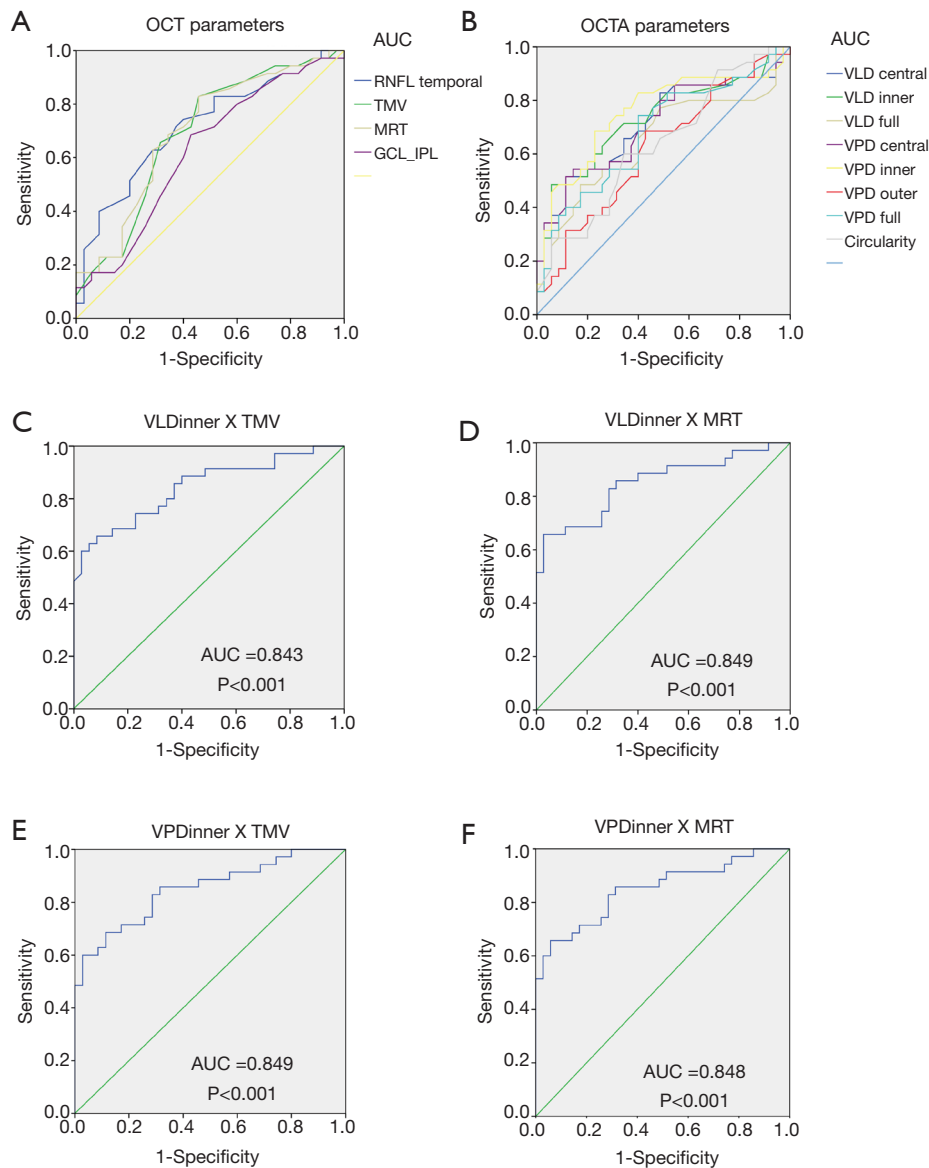 A
OCT parameters
AUC
RNFL temporal
TMV
MRT
GCL_IPL
1.0
0.8
0.6
0.4
0.2
0.0
Sensitivity
0.0 0.2 0.4 0.6 0.8 1.0
1-Specificity
B
OCTA parameters
AUC
VLD central
VLD inner
VLD full
VPD central
VPD inner
VPD outer
VPD full
Circularity
1.0
0.8
0.6
0.4
0.2
0.0
Sensitivity
0.0 0.2 0.4 0.6 0.8 1.0
1-Specificity
C
VLDinner X TMV
1.0
0.8
0.6
0.4
0.2
0.0
Sensitivity
AUC =0.843
P<0.001
0.0 0.2 0.4 0.6 0.8 1.0
1-Specificity
D
VLDinner X MRT
1.0
0.8
0.6
0.4
0.2
0.0
Sensitivity
AUC =0.849
P<0.001
0.0 0.2 0.4 0.6 0.8 1.0
1-Specificity
E
VPDinner X TMV
1.0
0.8
0.6
0.4
0.2
0.0
Sensitivity
AUC =0.849
P<0.001
0.0 0.2 0.4 0.6 0.8 1.0
1-Specificity
F
VPDinner X MRT
1.0
0.8
0.6
0.4
0.2
0.0
Sensitivity
AUC =0.848
P<0.001
0.0 0.2 0.4 0.6 0.8 1.0
1-Specificity